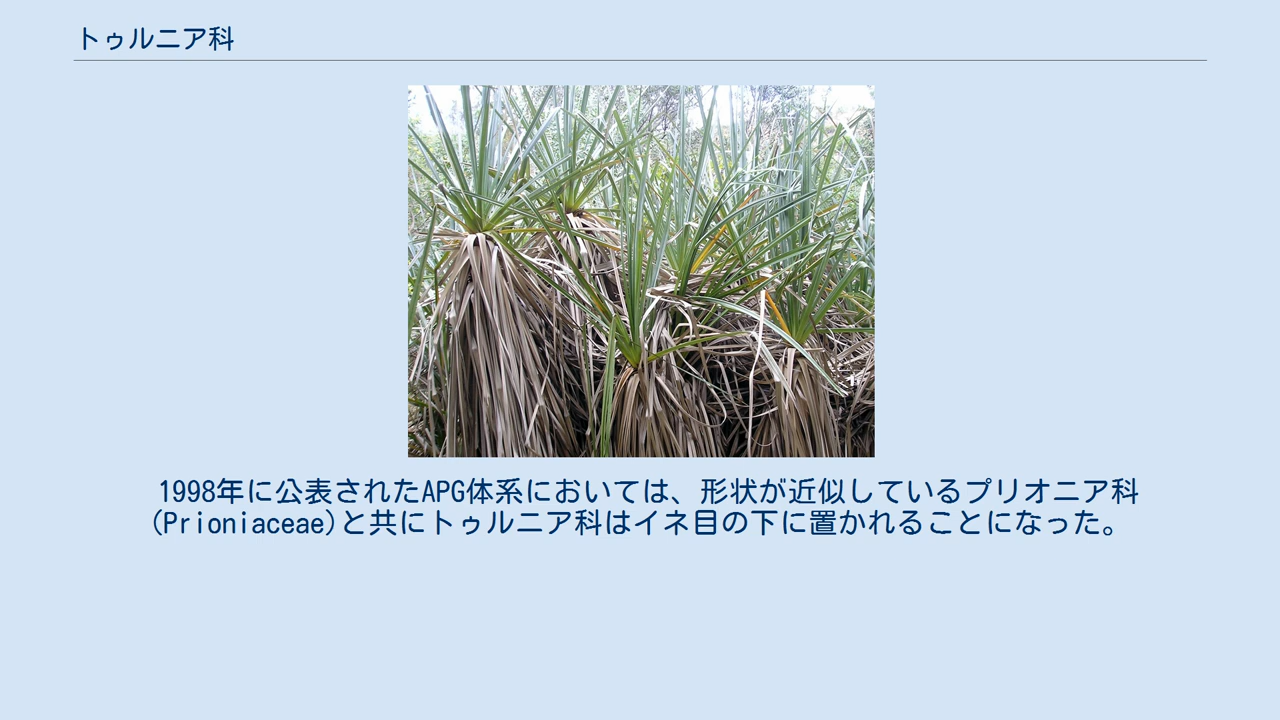 トゥルニア科
1998年に公表されたAPG体系においては、形状が近似しているプリオニア科
(Prioniaceae)と共にトゥルニア科はイネ目の下に置かれることになった。